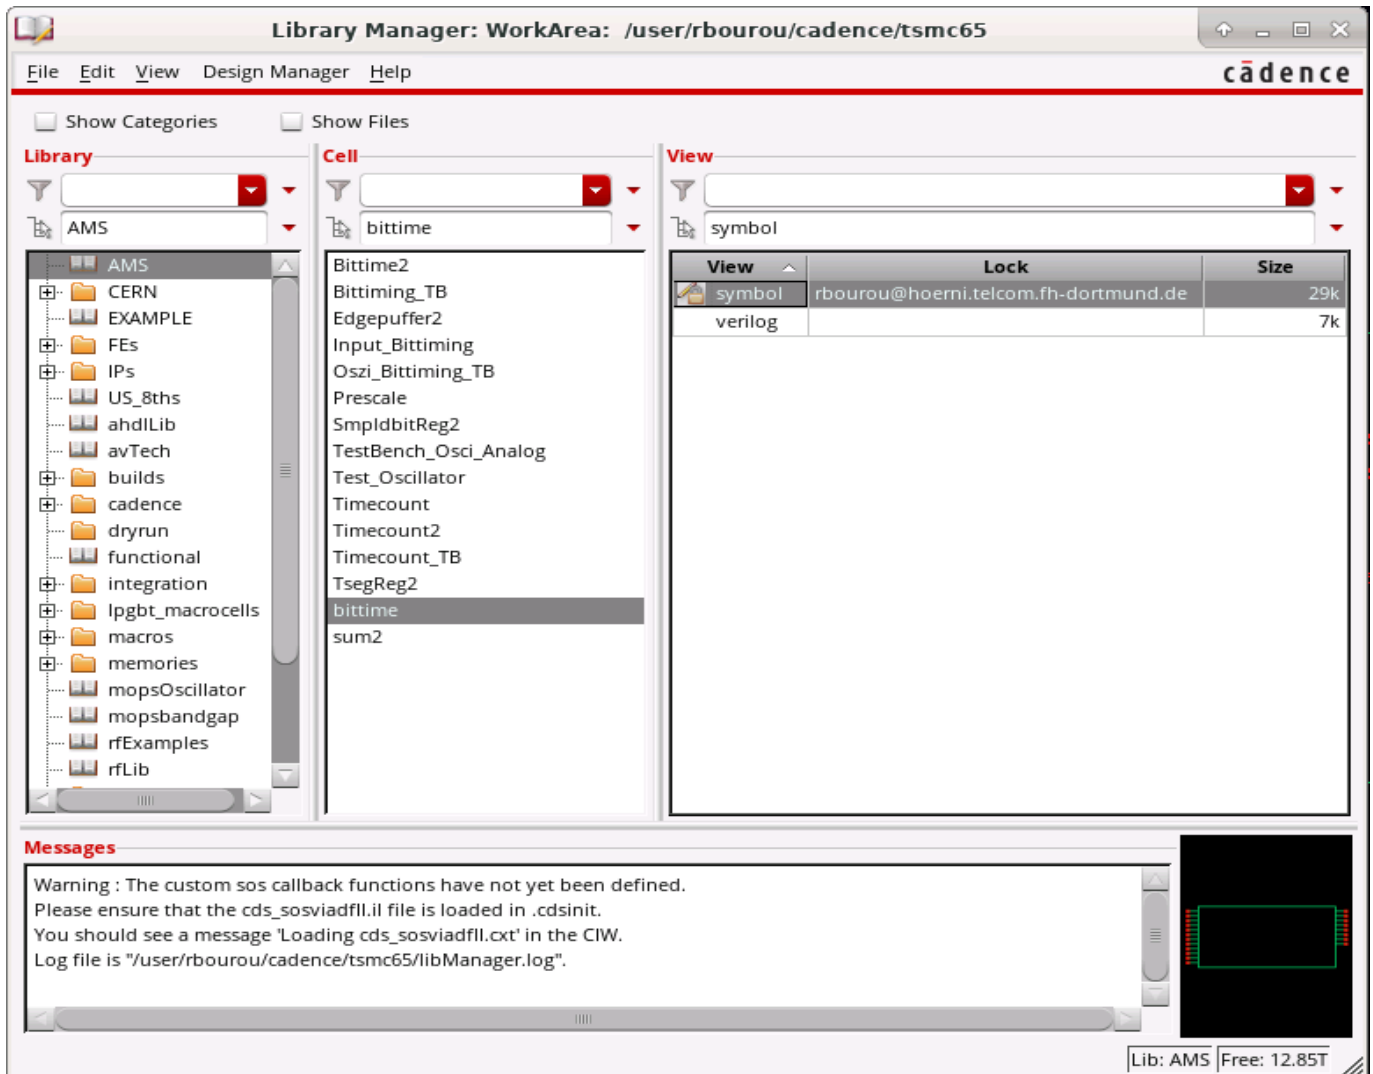 Library Manager: WorkArea: /user/rbourou/cadence/tsmc65
File Edit View Design Manager Help
cādence
Show Categories Show Files
Library
AMS
AMS
CERN
EXAMPLE
FEs
IPs
US_8ths
ahdlLib
avTech
builds
cadence
dryrun
functional
integration
lpgbt_macrocells
macros
memories
mopsOscillator
mopsbandgap
rfExamples
rfLib
Cell
bittime
Bittime2
Bittiming_TB
Edgepuffer2
Input_Bittiming
Oszi_Bittiming_TB
Prescale
SmpldbitReg2
TestBench_Osci_Analog
Test_Oscillator
Timecount
Timecount2
Timecount_TB
TsegReg2
bittime
sum2
View
symbol
View Lock Size
symbol rbourou@hoerni.telcom.fh-dortmund.de 29k
verilog 7k
Messages
Warning : The custom sos callback functions have not yet been defined.
Please ensure that the cds_sosviadfII.il file is loaded in .cdsinit.
You should see a message 'Loading cds_sosviadfII.cxt' in the CIW.
Log file is "/user/rbourou/cadence/tsmc65/libManager.log".
Lib: AMS Free: 12.85T